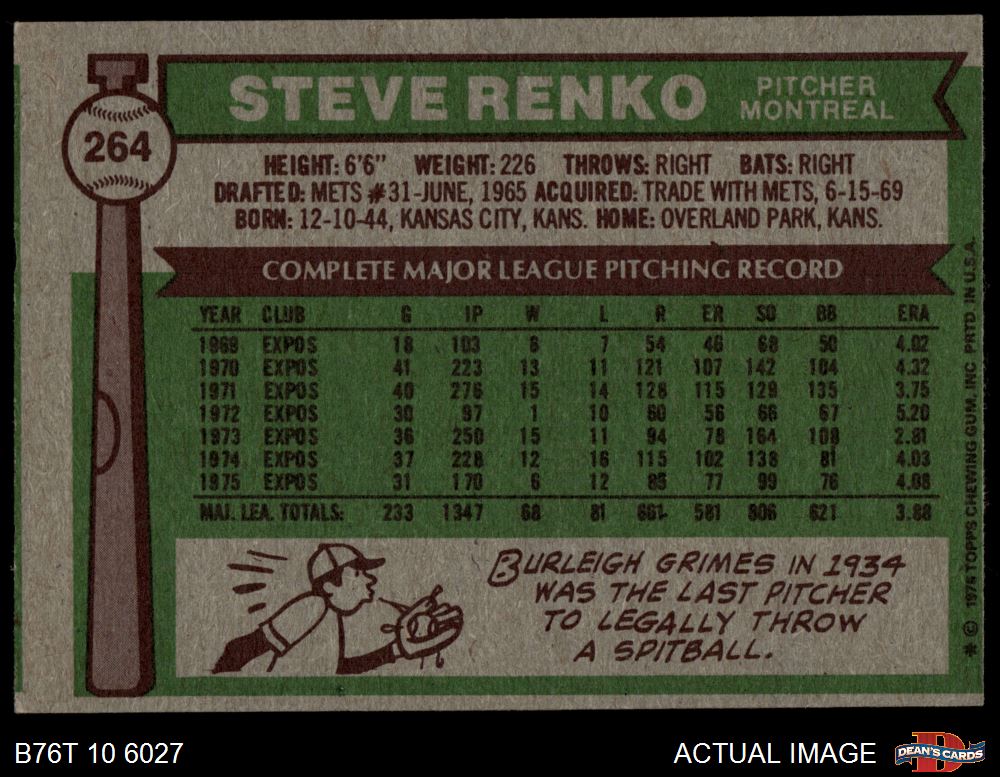 STEVE RENKO
PITCHER
MONTREAL
264
HEIGHT: 6'6" WEIGHT: 226 THROWS: RIGHT BATS: RIGHT
DRAFTED: METS #31-JUNE, 1965 ACQUIRED: TRADE WITH METS, 6-15-69
BORN: 12-10-44, KANSAS CITY, KANS. HOME: OVERLAND PARK, KANS.
COMPLETE MAJOR LEAGUE PITCHING RECORD
YEAR CLUB G IP W L R ER SO BB ERA
1969 EXPOS 18 103 6 7 54 46 68 50 4.02
1970 EXPOS 41 223 13 11 121 107 142 104 4.32
1971 EXPOS 40 276 15 14 128 115 129 135 3.75
1972 EXPOS 30 97 1 10 60 56 66 67 5.20
1973 EXPOS 36 250 15 11 94 78 164 108 2.81
1974 EXPOS 37 228 12 16 115 102 138 81 4.03
1975 EXPOS 31 170 6 12 77 99 76
MAJ. LEA. TOTALS: 233 1347 68 81 581 806 621 3.88
BURLEIGH GRIMES IN 1934
WAS THE LAST PITCHER
TO LEGALLY THROW
A SPITBALL.
* © 1976 TOPPS CHEWING GUM, INC PRTD. IN U.S.A.
B76T 10 6027
ACTUAL IMAGE
D
DEAN'S CARDS